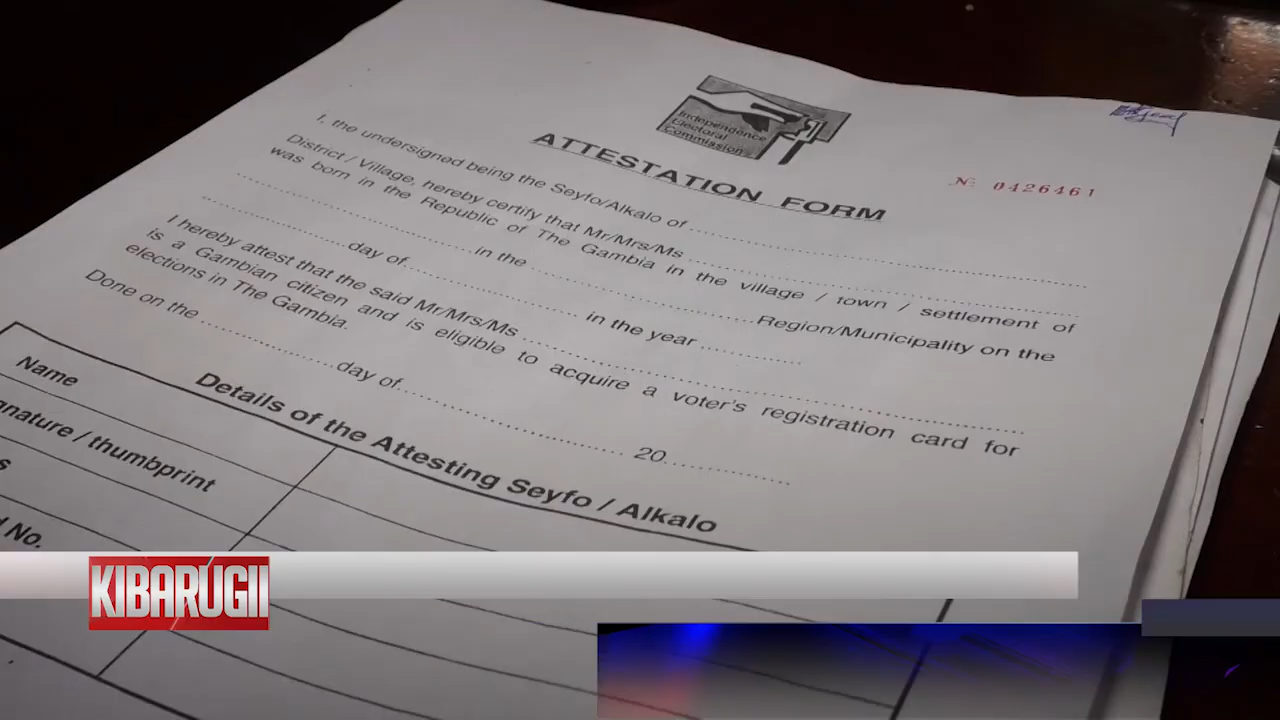 Independence
Electoral
Commission
ATTESTATION FORM
№ 0426461
I, the undersigned being the Seyfo/Alkalo of
District / Village, hereby certify that Mr/Mrs/Ms
was born in the Republic of The Gambia in the village / town / settlement of
in the Region/Municipality on the
day of in the year
I hereby attest that the said Mr/Mrs/Ms
is a Gambian citizen and is eligible to acquire a voter's registration card for
elections in The Gambia.
Done on the day of 20
Details of the Attesting Seyfo / Alkalo
Name
gnature / thumbprint
s
No.
KIBARUGII